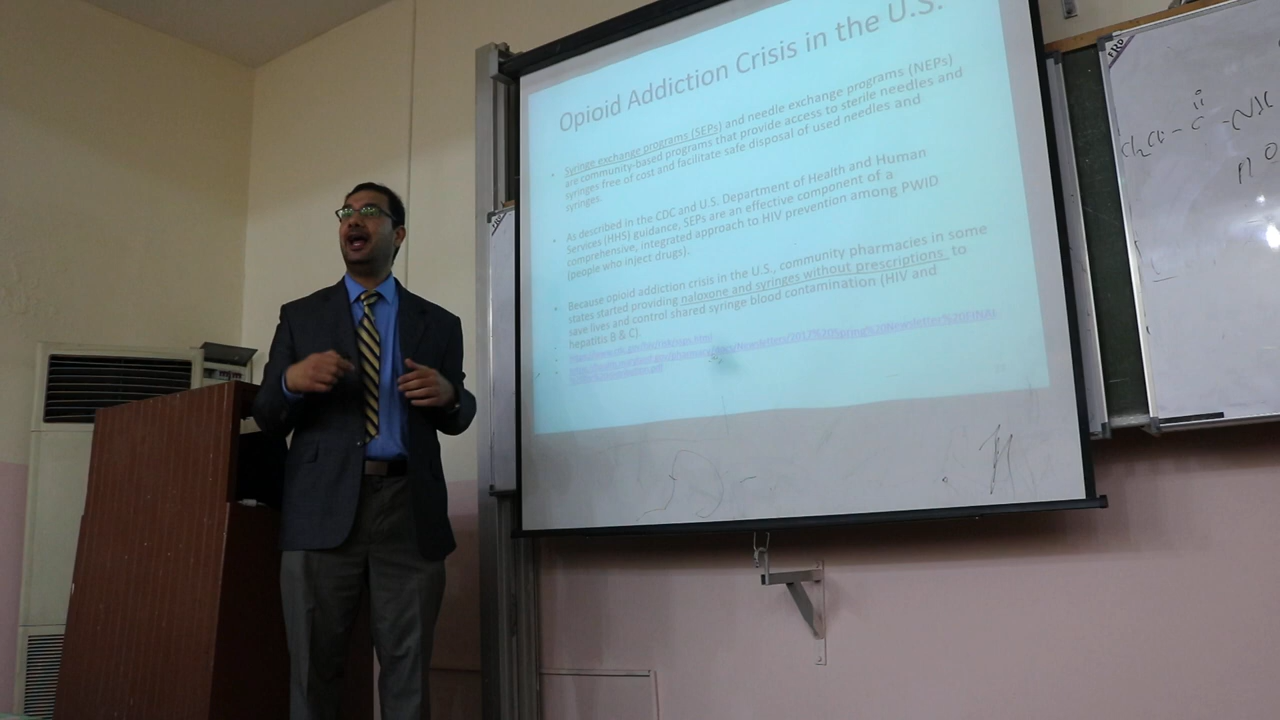 Opioid Addiction Crisis in the U.S.
• Syringe exchange programs (SEPs) and needle exchange programs (NEPs)
are community-based programs that provide access to sterile needles and
syringes free of cost and facilitate safe disposal of used needles and
syringes.
• As described in the CDC and U.S. Department of Health and Human
Services (HHS) guidance, SEPs are an effective component of a
comprehensive, integrated approach to HIV prevention among PWID
(people who inject drugs).
• Because opioid addiction crisis in the U.S., community pharmacies in some
states started providing naloxone and syringes without prescriptions to
save lives and control shared syringe blood contamination (HIV and
hepatitis B & C)